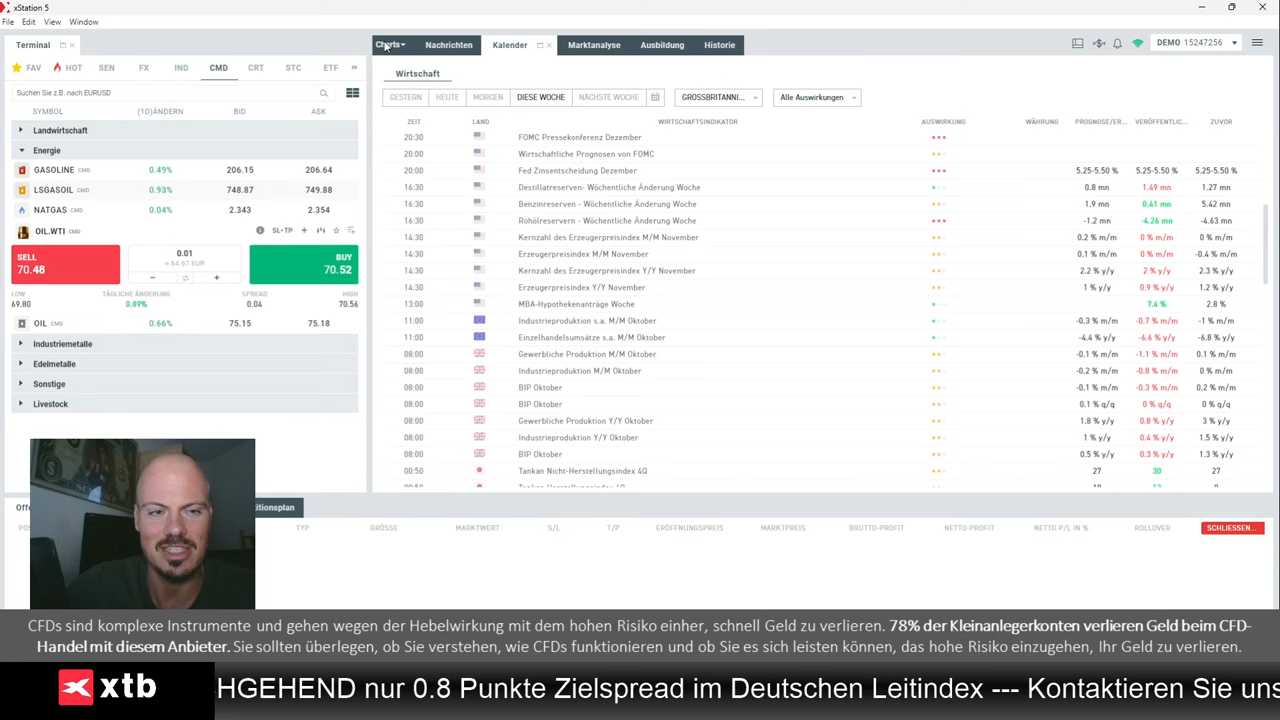 xStation 5
File Edit View Window
Terminal
Charts
Nachrichten
Kalender
Marktanalyse
Ausbildung
Historie
DEMO 15247256
FAV HOT SEN FX IND CMD CRT STC ETF
Suchen Sie z.B. nach EURUSD
SYMBOL (1D)ÄNDERN BID ASK
Landwirtschaft
Energie
GASOLINE CMD 0.49% 206.15 206.64
LSGASOIL CMD 0.93% 748.87 749.88
NATGAS CMD 0.04% 2.343 2.354
OIL.WTI CMD SL+TP
SELL 70.48
0.01
≈ 64.67 EUR
BUY 70.52
LOW TÄGLICHE ÄNDERUNG SPREAD HIGH
69.80 0.89% 0.04 70.56
OIL CMD 0.66% 75.15 75.18
Industriemetalle
Edelmetalle
Sonstige
Livestock
Wirtschaft
GESTERN HEUTE MORGEN DIESE WOCHE NÄCHSTE WOCHE GROSSBRITANNI... Alle Auswirkungen
ZEIT LAND WIRTSCHAFTSINDIKATOR AUSWIRKUNG WÄHRUNG PROGNOSE/ER... VERÖFFENTLIC... ZUVOR
20:30 FOMC Pressekonferenz Dezember
20:00 Wirtschaftliche Prognosen von FOMC
20:00 Fed Zinsentscheidung Dezember 5.25-5.50 % 5.25-5.50 % 5.25-5.50 %
16:30 Destillatreserven- Wöchentliche Änderung Woche 0.8 mn 1.49 mn 1.27 mn
16:30 Benzinreserven - Wöchentliche Änderung Woche 1.9 mn 0.41 mn 5.42 mn
16:30 Rohölreservern - Wöchentliche Änderung Woche -1.2 mn -4.26 mn -4.63 mn
14:30 Kernzahl des Erzeugerpreisindex M/M November 0.2 % m/m 0 % m/m 0 % m/m
14:30 Erzeugerpreisindex M/M November 0.1 % m/m 0 % m/m -0.4 % m/m
14:30 Kernzahl des Erzeugerpreisindex Y/Y November 2.2 % y/y 2 % y/y 2.3 % y/y
14:30 Erzeugerpreisindex Y/Y November 1 % y/y 0.9 % y/y 1.2 % y/y
13:00 MBA-Hypothekenanträge Woche 7.4 % 2.8 %
11:00 Industrieproduktion s.a. M/M Oktober -0.3 % m/m -0.7 % m/m -1 % m/m
11:00 Einzelhandelsumsätze s.a. M/M Oktober -4.4 % y/y -6.6 % y/y -6.8 % y/y
08:00 Gewerbliche Produktion M/M Oktober -0.1 % m/m -1.1 % m/m 0.1 % m/m
08:00 Industrieproduktion M/M Oktober -0.2 % m/m -0.8 % m/m 0 % m/m
08:00 BIP Oktober -0.1 % m/m -0.3 % m/m 0.2 % m/m
08:00 BIP Oktober 0.1 % q/q 0 % q/q 0 % q/q
08:00 Gewerbliche Produktion Y/Y Oktober 1.8 % y/y 0.8 % y/y 3 % y/y
08:00 Industrieproduktion Y/Y Oktober 1 % y/y 0.4 % y/y 1.5 % y/y
08:00 BIP Oktober 0.5 % y/y 0.3 % y/y 1.3 % y/y
00:50 Tankan Nicht-Herstellungsindex 4Q 27 30 27
Off
itionsplan
PO TYP GRÖSSE MARKTWERT S/L T/P ERÖFFNUNGSPREIS MARKTPREIS BRUTTO-PROFIT NETTO-PROFIT NETTO P/L IN % ROLLOVER SCHLIESSEN...
CFDs sind komplexe Instrumente und gehen wegen der Hebelwirkung mit dem hohen Risiko einher, schnell Geld zu verlieren. 78% der Kleinanlegerkonten verlieren Geld beim CFD-
Handel mit diesem Anbieter. Sie sollten überlegen, ob Sie verstehen, wie CFDs funktionieren und ob Sie es sich leisten können, das hohe Risiko einzugehen, Ihr Geld zu verlieren.
xtb
HGEHEND nur 0.8 Punkte Zielspread im Deutschen Leitindex --- Kontaktieren Sie uns